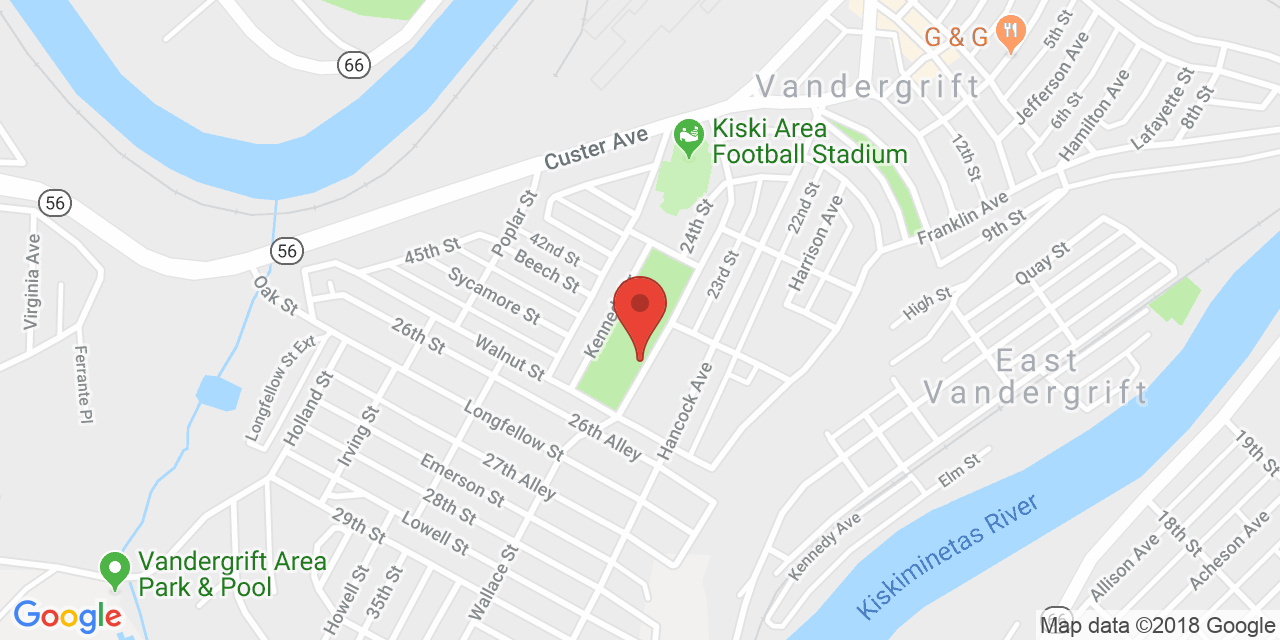 66
G & G
5th St
Jefferson Ave
Vandergrift
6th St
Hamilton Ave
Lafayette St
8th St
Kiski Area
Football Stadium
Custer Ave
12th St
56
Poplar St
24th St
22nd St
Harrison Ave
Franklin Ave
9th St
Virginia Ave
56
45th St
42nd St
Beech St
Sycamore St
23rd St
Quay St
High St
Oak St
26th St
Walnut St
Ferrante Pl
Longfellow St Ext
Holland St
Hancock Ave
East
Vandergrift
Irving St
Longfellow St
26th Alley
19th St
Emerson St
27th Alley
Elm St
28th St
29th St
Lowell St
Kiskiminetas River
18th St
Kennedy Ave
Allison Ave
Acheson Ave
Vandergrift Area
Park & Pool
Howell St
35th St
Wallace St
Google
Map data ©2018 Google